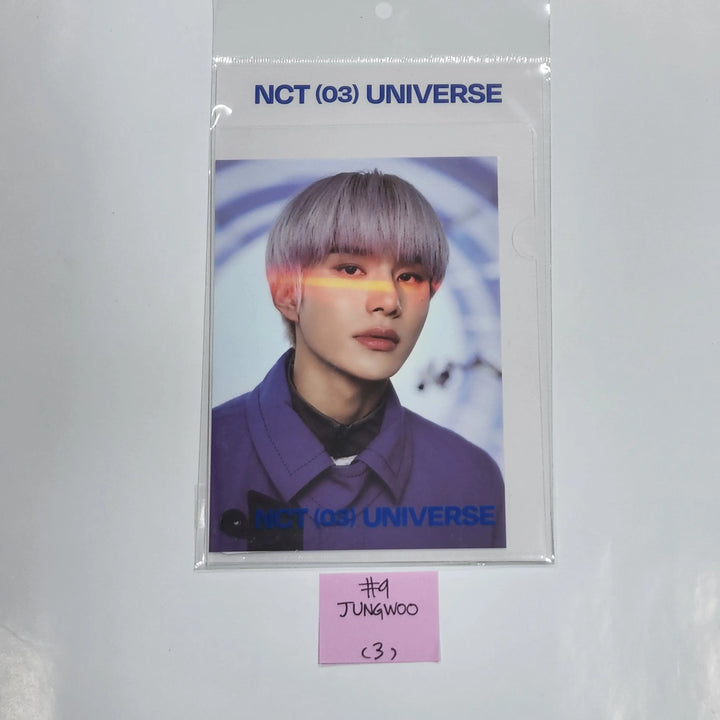 NCT (03) UNIVERSE
NCT (03) UNIVERSE
#9
JUNGWOO
(3)